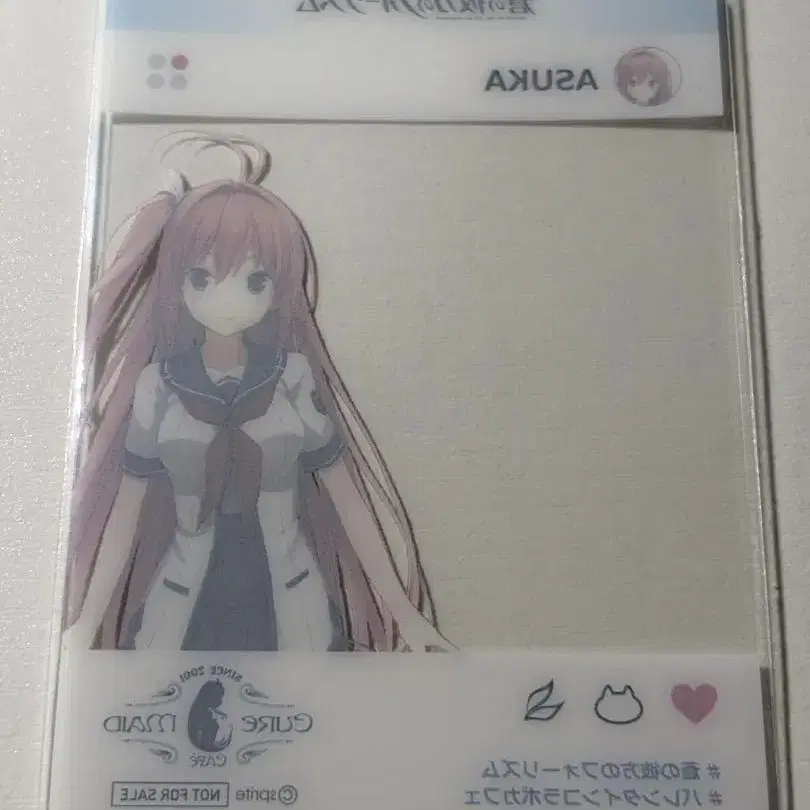 蒼の彼方のフォーリズム
ASUKA
SINCE 2001
CURE MAID
CAFÉ
©sprite
NOT FOR SALE
#蒼の彼方のフォーリズム
#バレンタインコラボカフェ